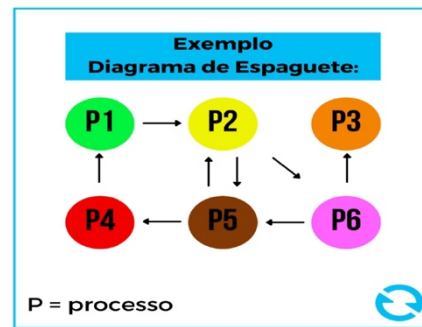 Exemplo
Diagrama de Espaguete:
P1 P2 P3
P4 P5 P6
P = processo